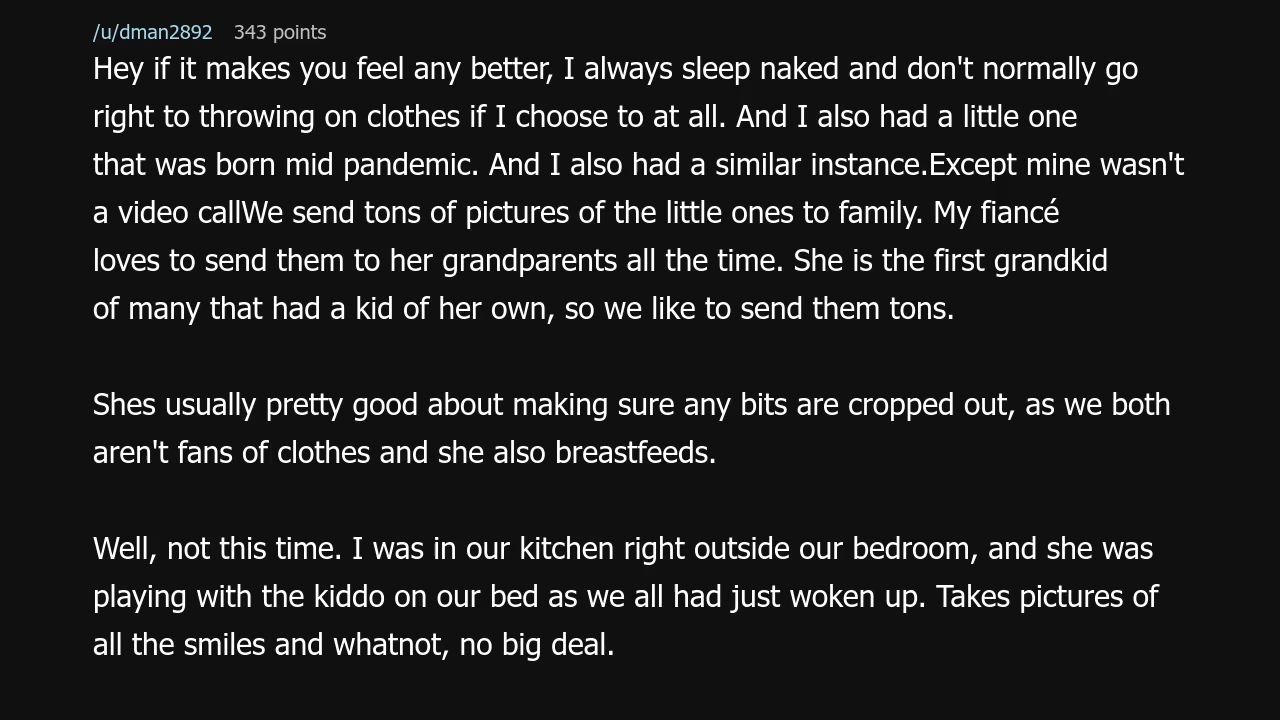 /u/dman2892 343 points
Hey if it makes you feel any better, I always sleep naked and don't normally go
right to throwing on clothes if I choose to at all. And I also had a little one
that was born mid pandemic. And I also had a similar instance.Except mine wasn't
a video callWe send tons of pictures of the little ones to family. My fiancé
loves to send them to her grandparents all the time. She is the first grandkid
of many that had a kid of her own, so we like to send them tons.
Shes usually pretty good about making sure any bits are cropped out, as we both
aren't fans of clothes and she also breastfeeds.
Well, not this time. I was in our kitchen right outside our bedroom, and she was
playing with the kiddo on our bed as we all had just woken up. Takes pictures of
all the smiles and whatnot, no big deal.